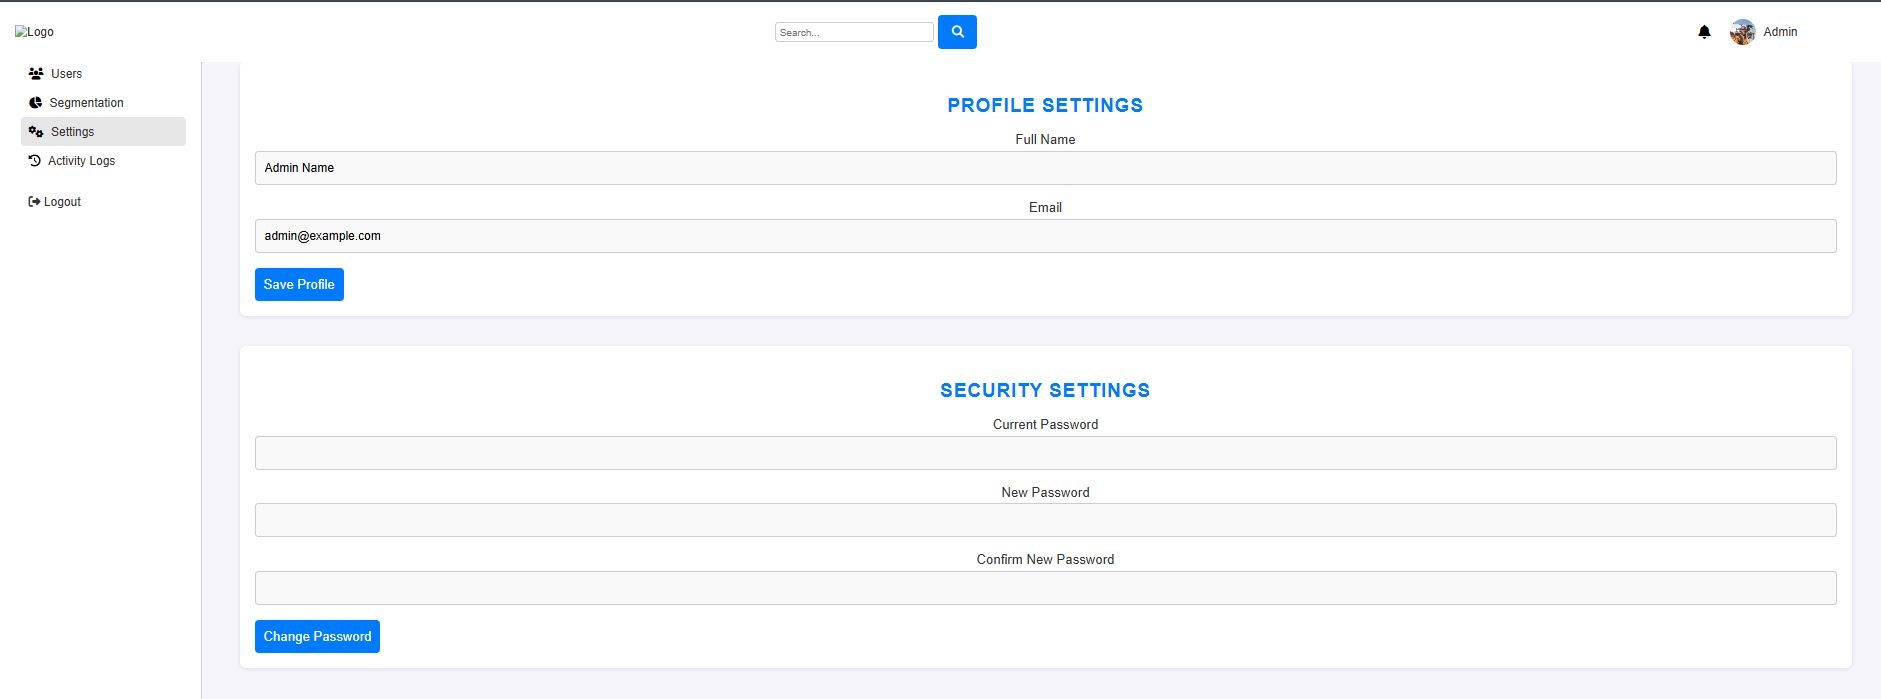 Logo
Search...
Admin
Users
Segmentation
Settings
Activity Logs
Logout
PROFILE SETTINGS
Full Name
Admin Name
Email
admin@example.com
Save Profile
SECURITY SETTINGS
Current Password
New Password
Confirm New Password
Change Password